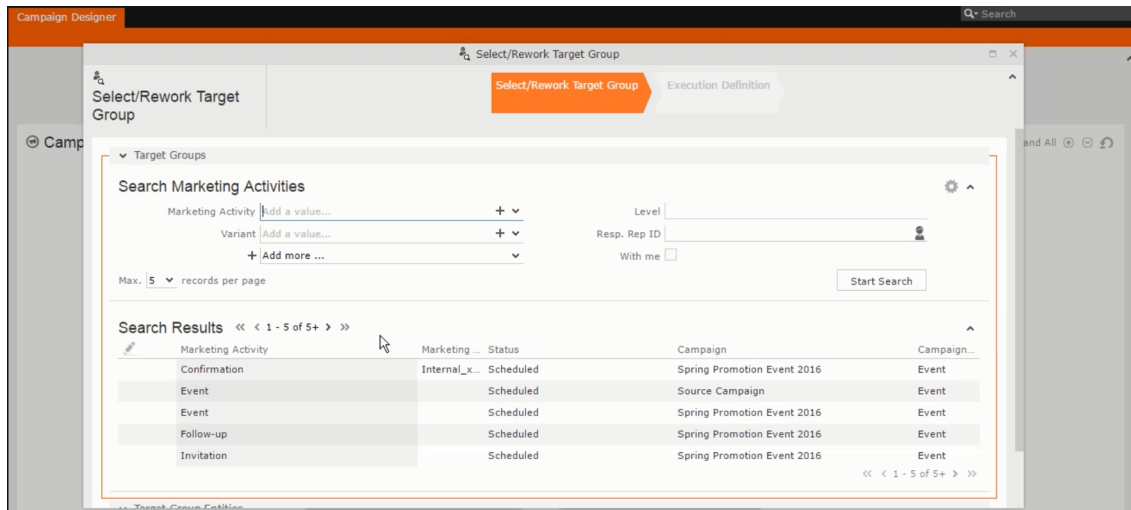 Campaign Designer
Search
Select/Rework Target Group
Select/Rework Target
Group
Select/Rework Target Group
Execution Definition
Camp
and All
Target Groups
Search Marketing Activities
Marketing Activity Add a value...
Level
Variant Add a value...
Resp. Rep ID
+ Add more ...
With me
Max. 5 records per page
Start Search
Search Results « < 1 - 5 of 5+ > »
Marketing Activity Marketing ... Status Campaign Campaign...
Confirmation Internal_x... Scheduled Spring Promotion Event 2016 Event
Event Scheduled Source Campaign Event
Event Scheduled Spring Promotion Event 2016 Event
Follow-up Scheduled Spring Promotion Event 2016 Event
Invitation Scheduled Spring Promotion Event 2016 Event
« < 1 - 5 of 5+ > »
Target Group Entities